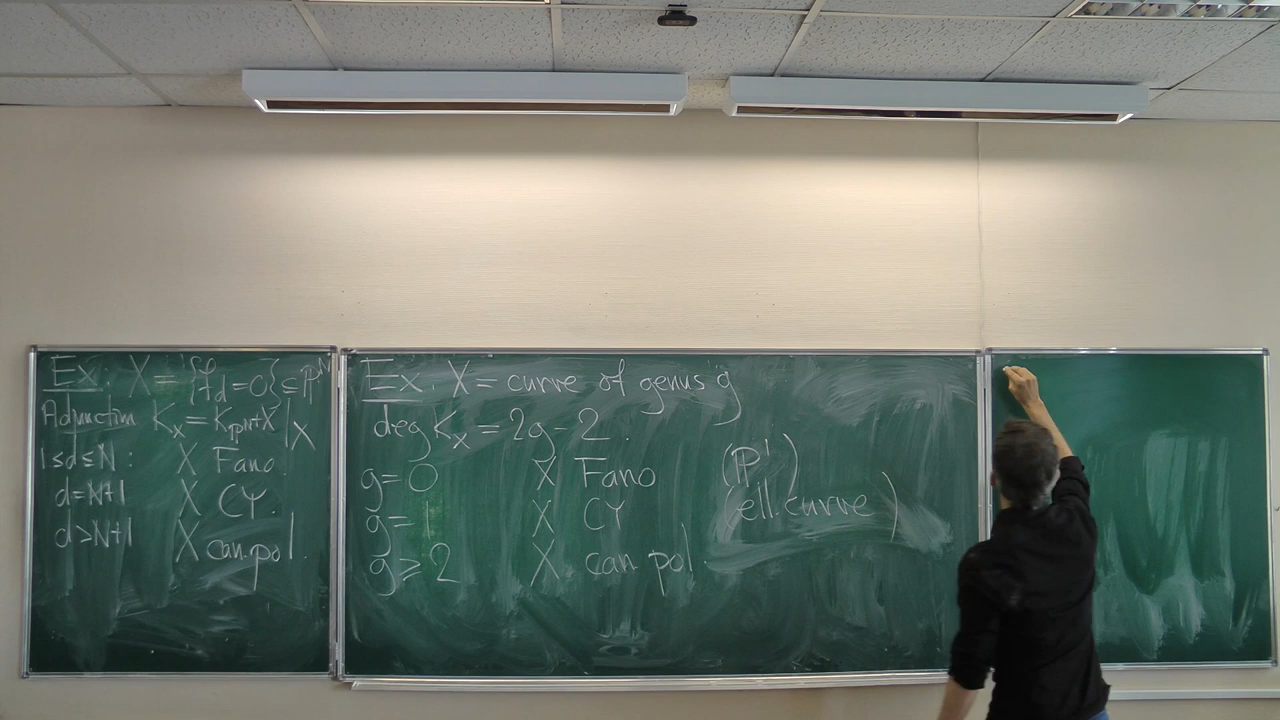 Ex. X = {f_d = 0} ⊆ P^N
Adjunction K_X = K_{P^N}+X |_X
1≤d≤N : X Fano.
d=N+1 X CY.
d>N+1 X can pol.
Ex. X = curve of genus g
deg K_X = 2g-2.
g=0 X Fano (P^1)
g=1 X CY (ell. curve)
g≥2 X can pol.